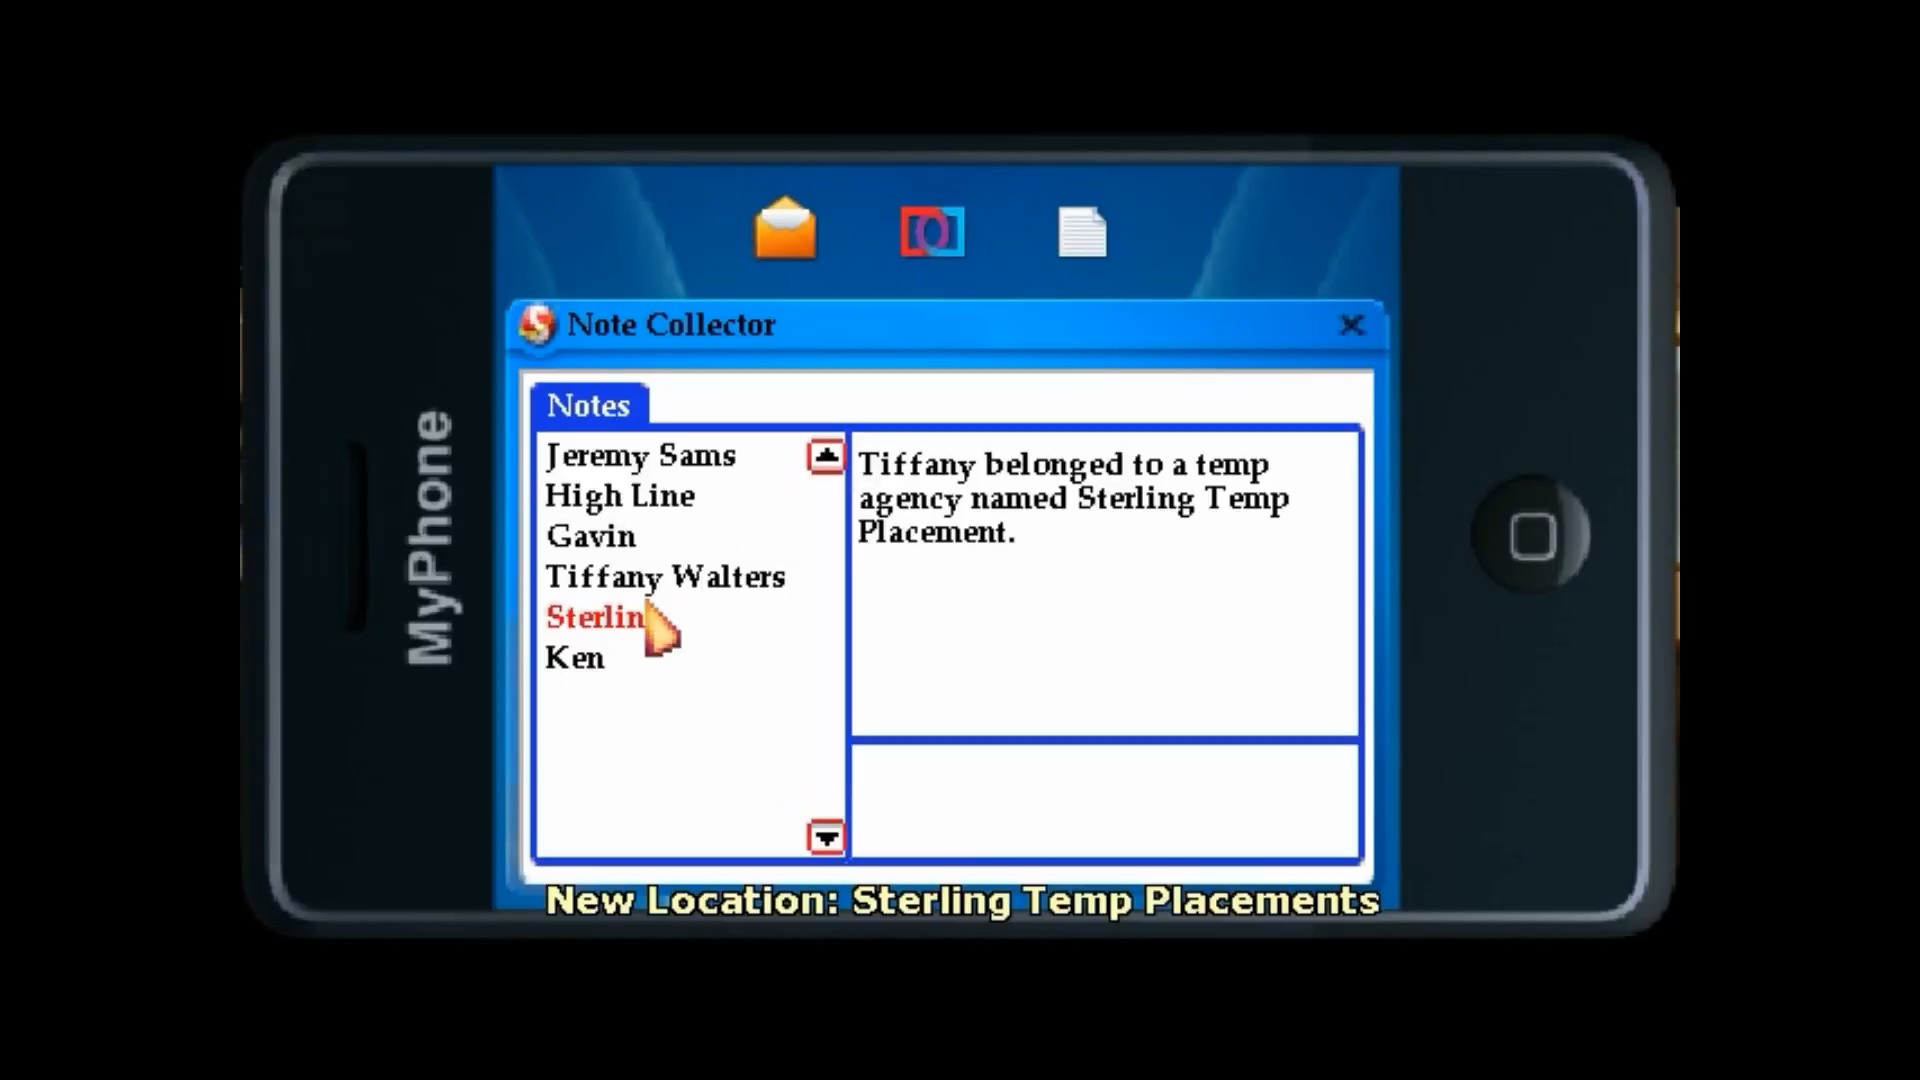 MyPhone
Note Collector
Notes
Jeremy Sams
High Line
Gavin
Tiffany Walters
Sterlin
Ken
Tiffany belonged to a temp
agency named Sterling Temp
Placement.
New Location: Sterling Temp Placements